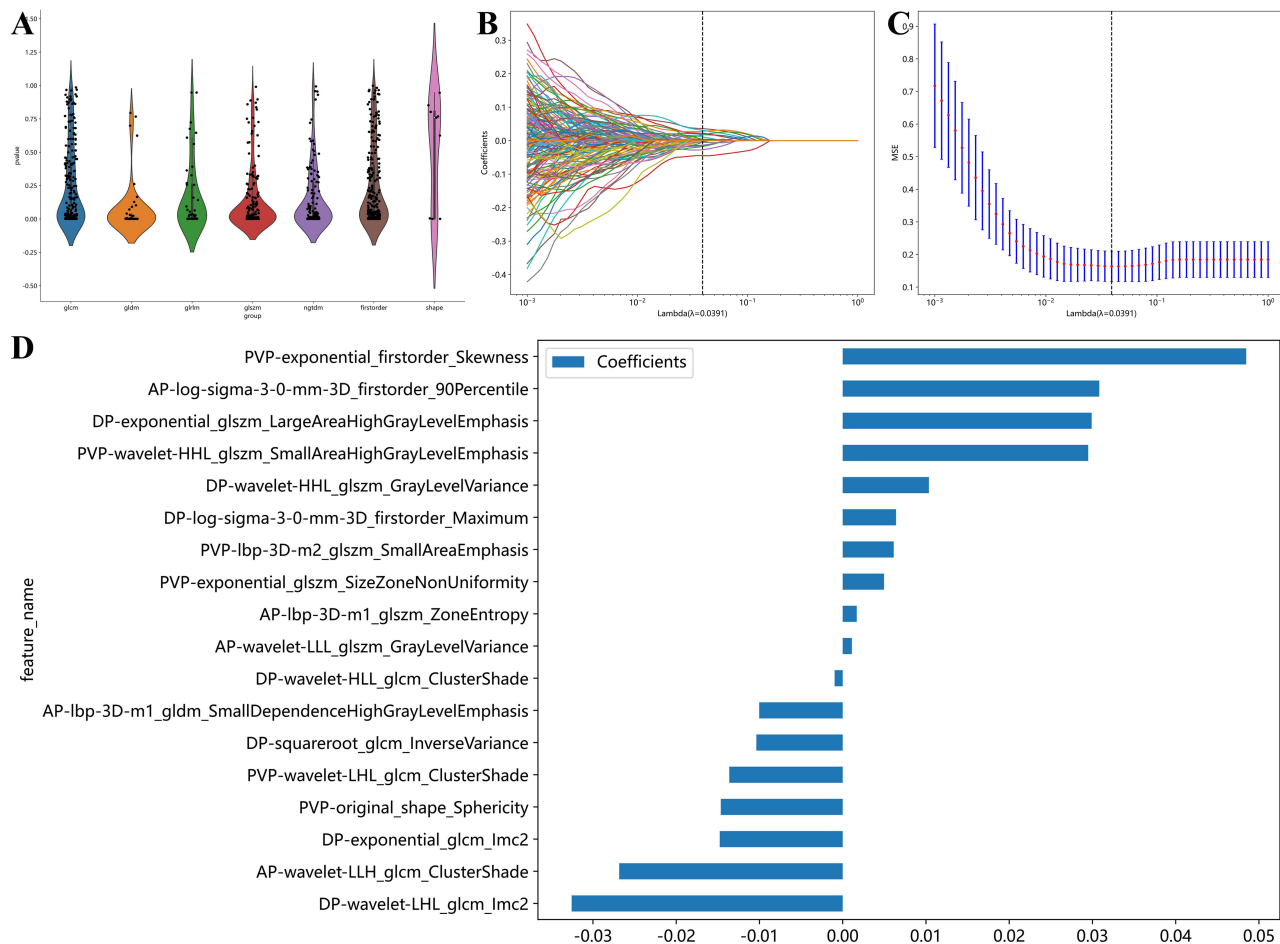 A
1.50
1.25
1.00
0.75
0.50
0.25
0.00
-0.25
-0.50
pvalue
glcm
gldm
glrlm
glszm
ngtdm
firstorder
shape
group
B
0.3
0.2
0.1
0.0
-0.1
-0.2
-0.3
-0.4
Coefficients
10⁻³
10⁻²
10⁻¹
10⁰
Lambda(λ=0.0391)
C
0.9
0.8
0.7
0.6
0.5
0.4
0.3
0.2
0.1
MSE
10⁻³
10⁻²
10⁻¹
10⁰
Lambda(λ=0.0391)
D
Coefficients
feature_name
PVP-exponential_firstorder_Skewness
AP-log-sigma-3-0-mm-3D_firstorder_90Percentile
DP-exponential_glszm_LargeAreaHighGrayLevelEmphasis
PVP-wavelet-HHL_glszm_SmallAreaHighGrayLevelEmphasis
DP-wavelet-HHL_glszm_GrayLevelVariance
DP-log-sigma-3-0-mm-3D_firstorder_Maximum
PVP-lbp-3D-m2_glszm_SmallAreaEmphasis
PVP-exponential_glszm_SizeZoneNonUniformity
AP-lbp-3D-m1_glszm_ZoneEntropy
AP-wavelet-LLL_glszm_GrayLevelVariance
DP-wavelet-HLL_glcm_ClusterShade
AP-lbp-3D-m1_gldm_SmallDependenceHighGrayLevelEmphasis
DP-squareroot_glcm_InverseVariance
PVP-wavelet-LHL_glcm_ClusterShade
PVP-original_shape_Sphericity
DP-exponential_glcm_Imc2
AP-wavelet-LLH_glcm_ClusterShade
DP-wavelet-LHL_glcm_Imc2
-0.03 -0.02 -0.01 0.00 0.01 0.02 0.03 0.04 0.05